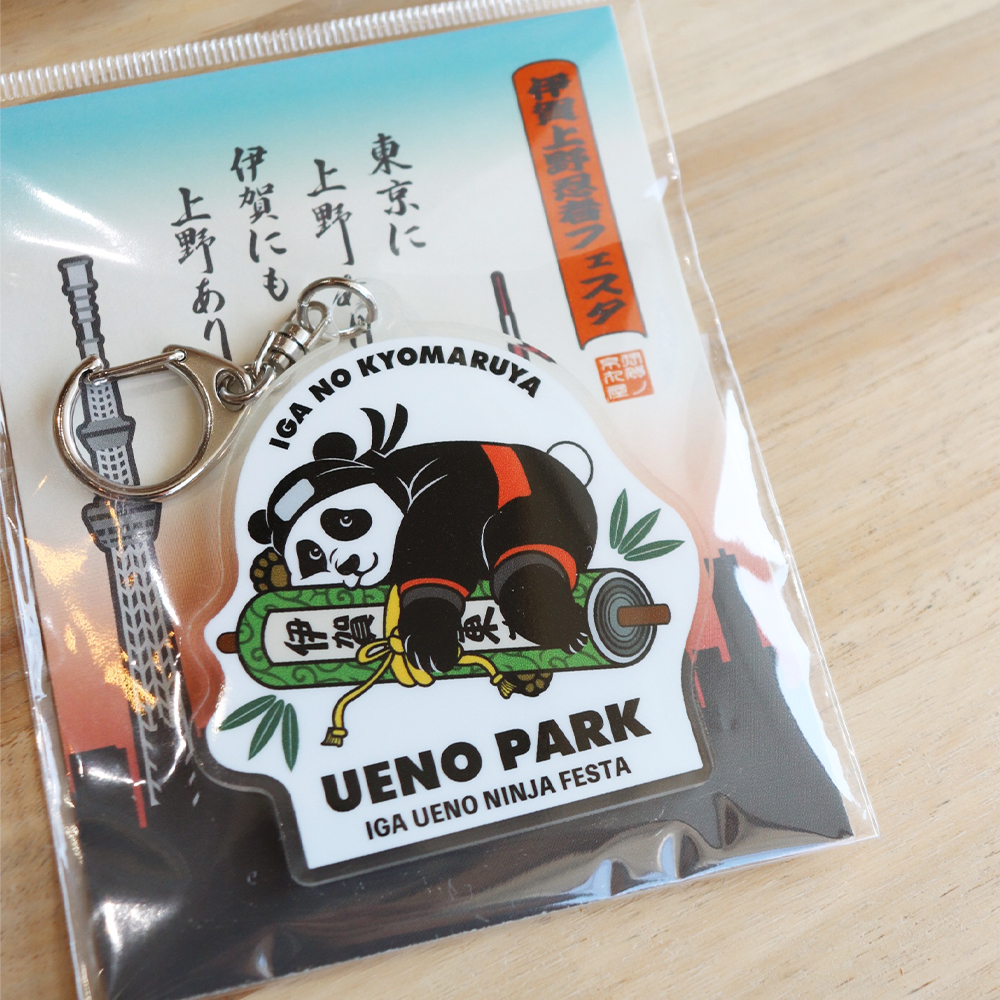 伊賀上野忍者フェスタ
東京に
上野
伊賀にも
上野あり
IGA NO KYOMARUYA
伊賀
東
UENO PARK
IGA UENO NINJA FESTA